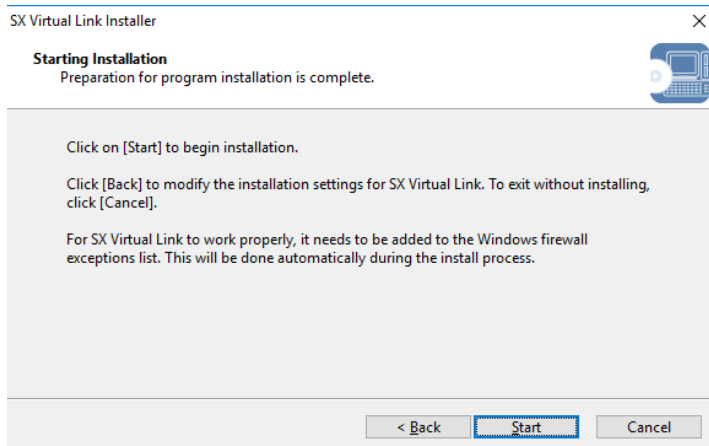 SX Virtual Link Installer
Starting Installation
Preparation for program installation is complete.
Click on [Start] to begin installation.
Click [Back] to modify the installation settings for SX Virtual Link. To exit without installing,
click [Cancel].
For SX Virtual Link to work properly, it needs to be added to the Windows firewall
exceptions list. This will be done automatically during the install process.
< Back Start Cancel